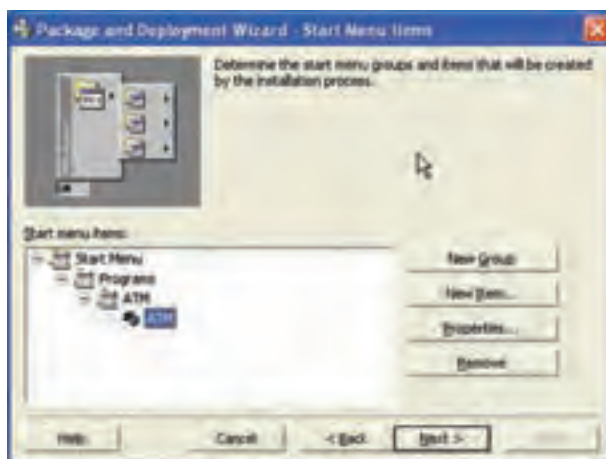 Package and Deployment Wizard - Start Menu Items
Determine the start menu groups and items that will be created
by the installation process.
Start menu items:
Start Menu
Programs
ATM
ATM
New Group
New Item...
Properties...
Remove
Help
Cancel
< Back
Next >